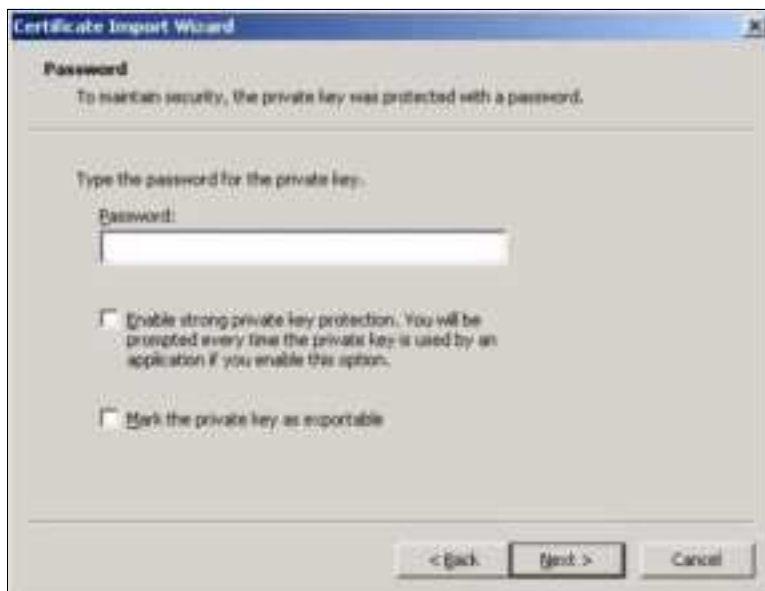 Certificate Import Wizard
Password
To maintain security, the private key was protected with a password.
Type the password for the private key.
Password:
Enable strong private key protection. You will be
prompted every time the private key is used by an
application if you enable this option.
Mark the private key as exportable
< Back
Next >
Cancel